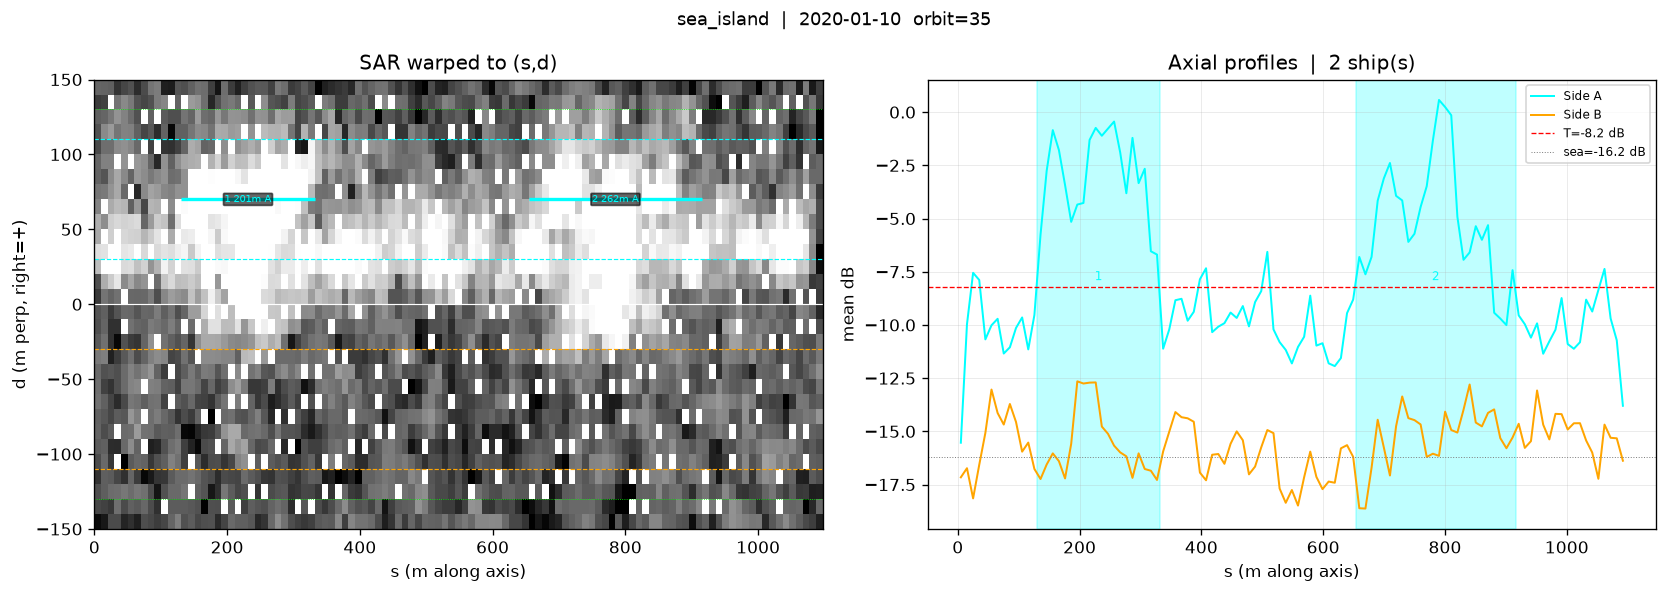 sea_island | 2020-01-10 orbit=35
SAR warped to (s,d)
150
100
50
0
−50
−100
−150
d (m perp, right=+)
1.201m A
2.262m A
0
200
400
600
800
1000
s (m along axis)
Axial profiles | 2 ship(s)
0.0
−2.5
−5.0
−7.5
−10.0
−12.5
−15.0
−17.5
mean dB
1
2
Side A
Side B
T=-8.2 dB
sea=-16.2 dB
0
200
400
600
800
1000
s (m along axis)